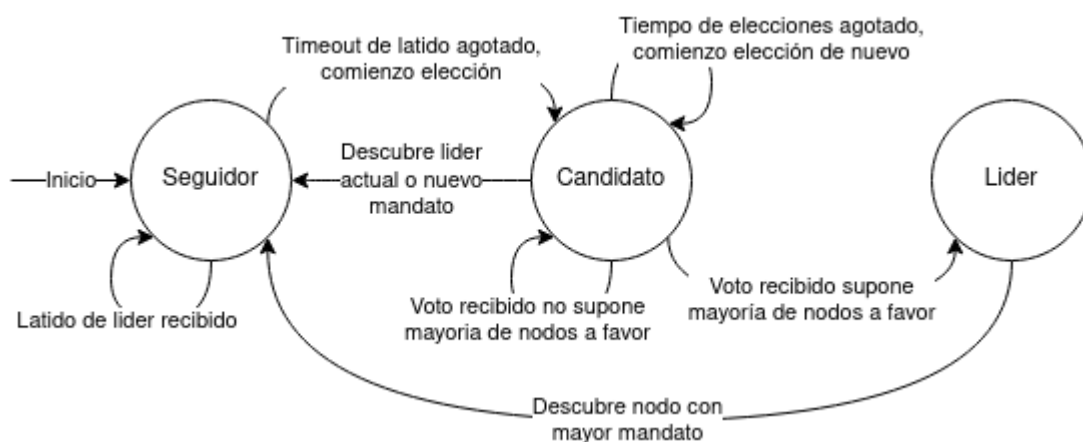 Timeout de latido agotado,
comienzo elección
Tiempo de elecciones agotado,
comienzo elección de nuevo
Inicio
Seguidor
Descubre lider
actual o nuevo
mandato
Candidato
Lider
Latido de lider recibido
Voto recibido no supone
mayoria de nodos a favor
Voto recibido supone
mayoría de nodos a favor
Descubre nodo con
mayor mandato